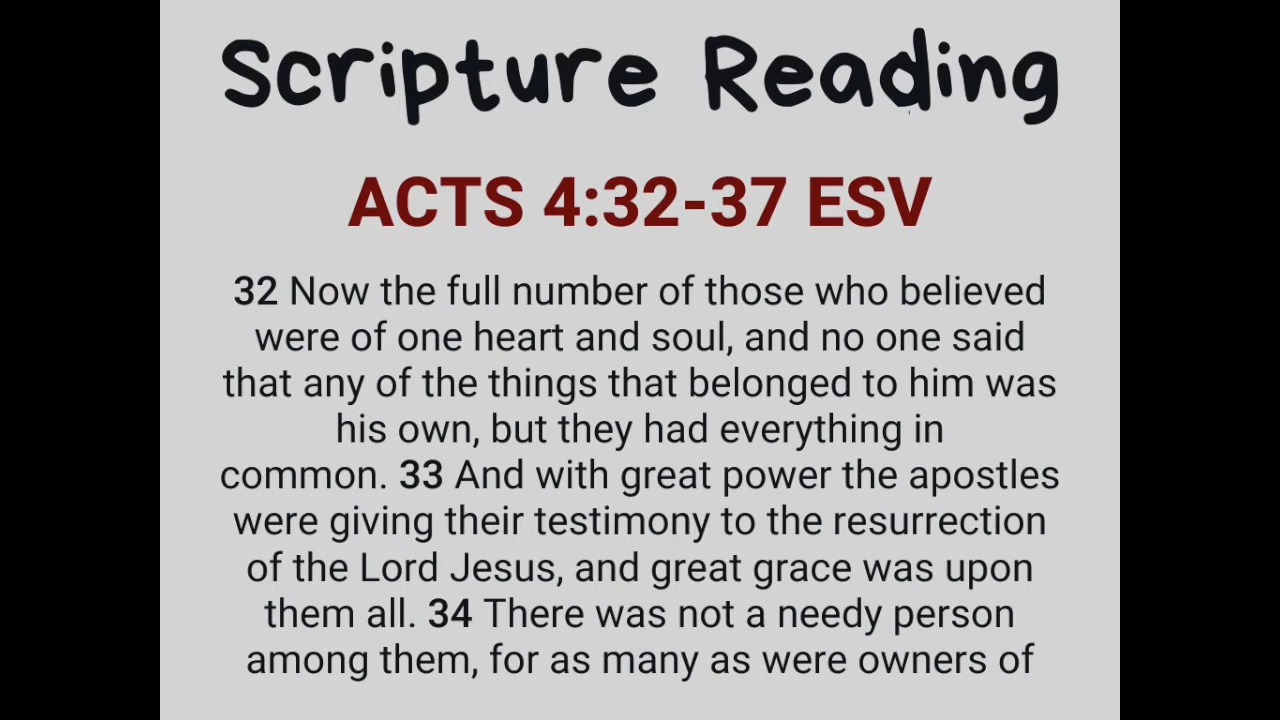 Scripture Reading
ACTS 4:32-37 ESV
32 Now the full number of those who believed
were of one heart and soul, and no one said
that any of the things that belonged to him was
his own, but they had everything in
common. 33 And with great power the apostles
were giving their testimony to the resurrection
of the Lord Jesus, and great grace was upon
them all. 34 There was not a needy person
among them, for as many as were owners of